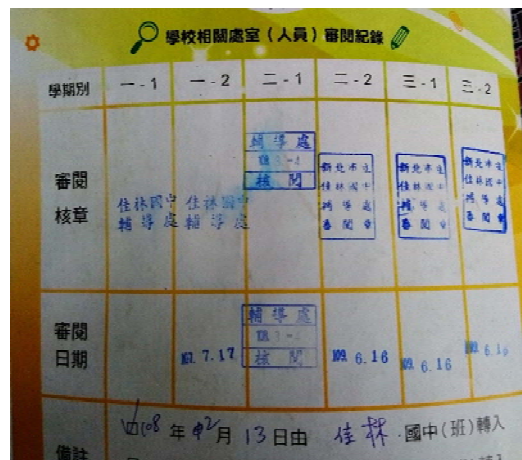 學校相關處室(人員)審閱紀錄
學期別 一-1 一-2 二-1 二-2 三-1 三-2
審閱
核章
佳林國中
輔導處
佳林國中
輔導處
輔導處
核閱
新北市立
佳林國中
輔導處
審閱章
新北市立
佳林國中
輔導處
審閱章
新北市立
佳林國中
輔導處
審閱章
審閱
日期
7.17
輔導處
核閱
109. 6.16
109. 6.16
109. 6.16
備註
108年 2月13日由 佳林 國中(班)轉入